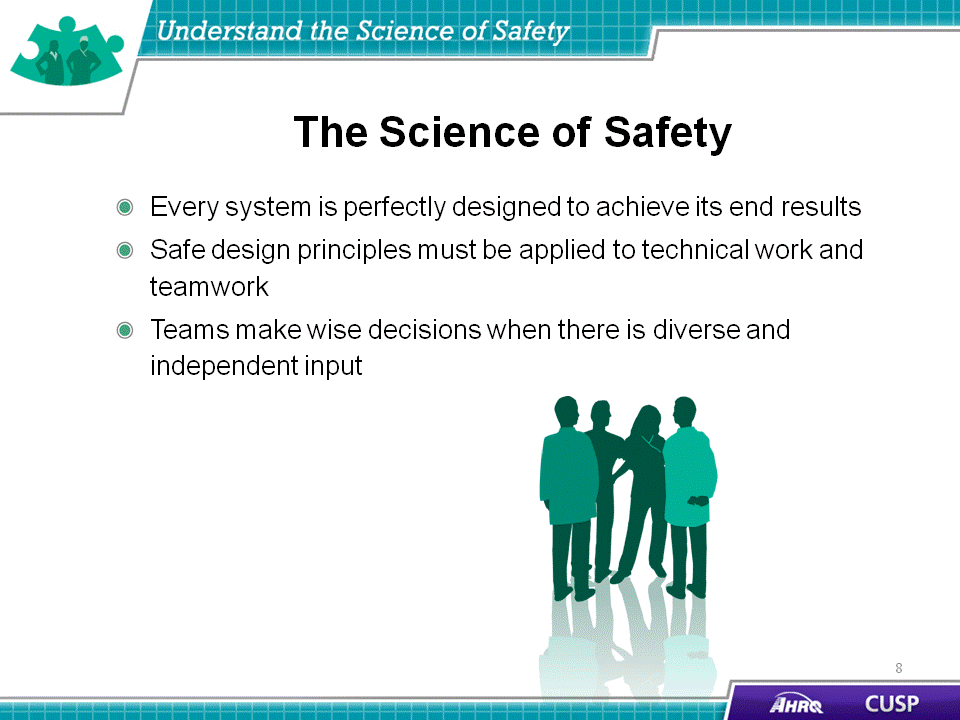 Understand the Science of Safety
The Science of Safety
Every system is perfectly designed to achieve its end results
Safe design principles must be applied to technical work and
teamwork
Teams make wise decisions when there is diverse and
independent input
8
AHRQ
CUSP